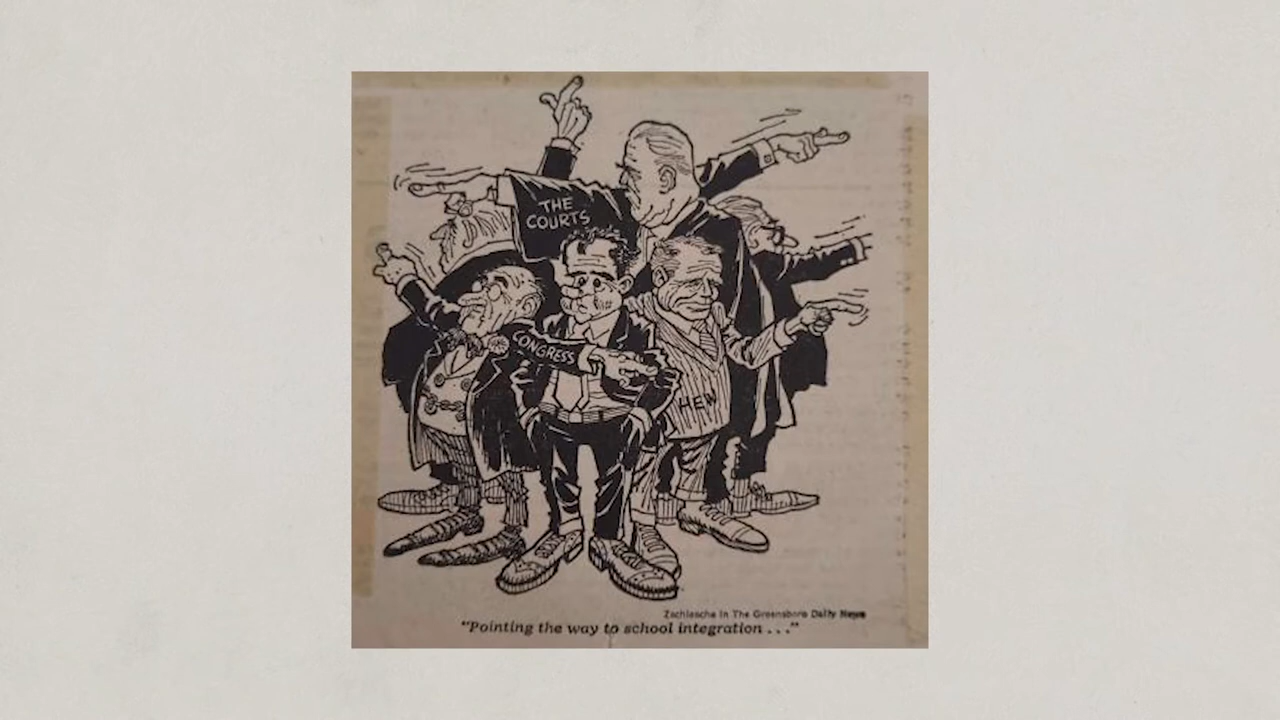 THE
COURTS
CONGRESS
HEW
Zschiesche in The Greensboro Daily News
"Pointing the way to school integration . . ."